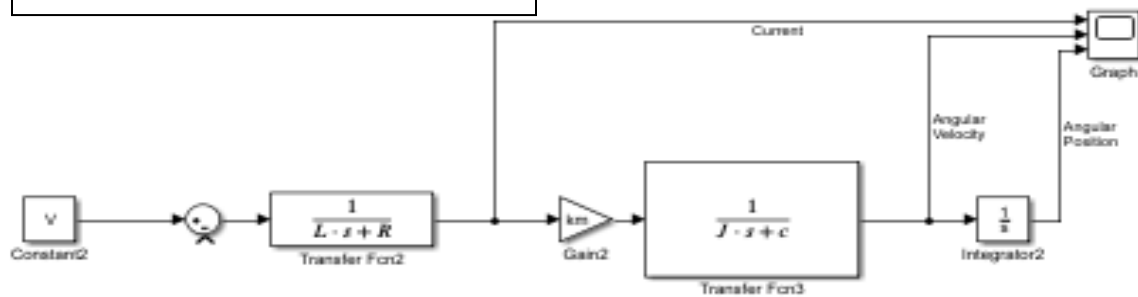 Current
Graph
Angular
Velocity
Angular
Position
V
+
-
1
L · s + R
km
1
J · s + c
1
s
Constant2
Transfer Fcn2
Gain2
Transfer Fcn3
Integrator2